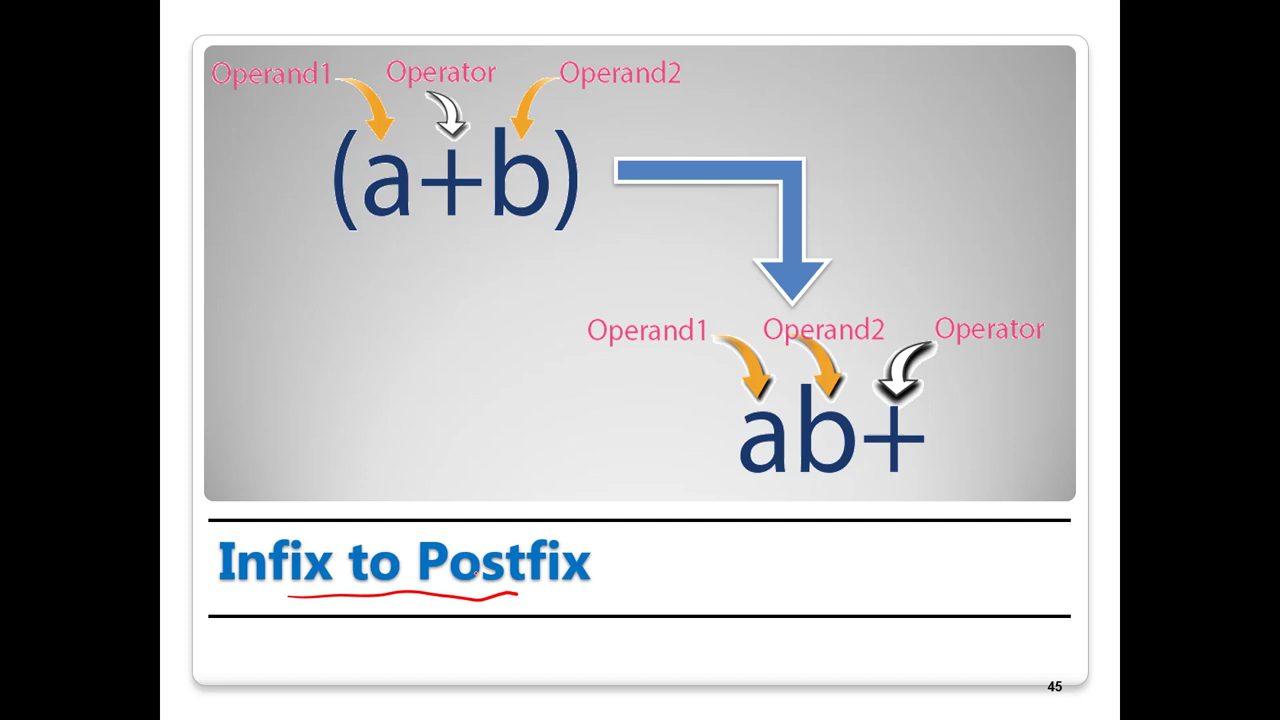 Operand1 Operator Operand2
(a+b)
Operand1 Operand2 Operator
ab+
Infix to Postfix
45